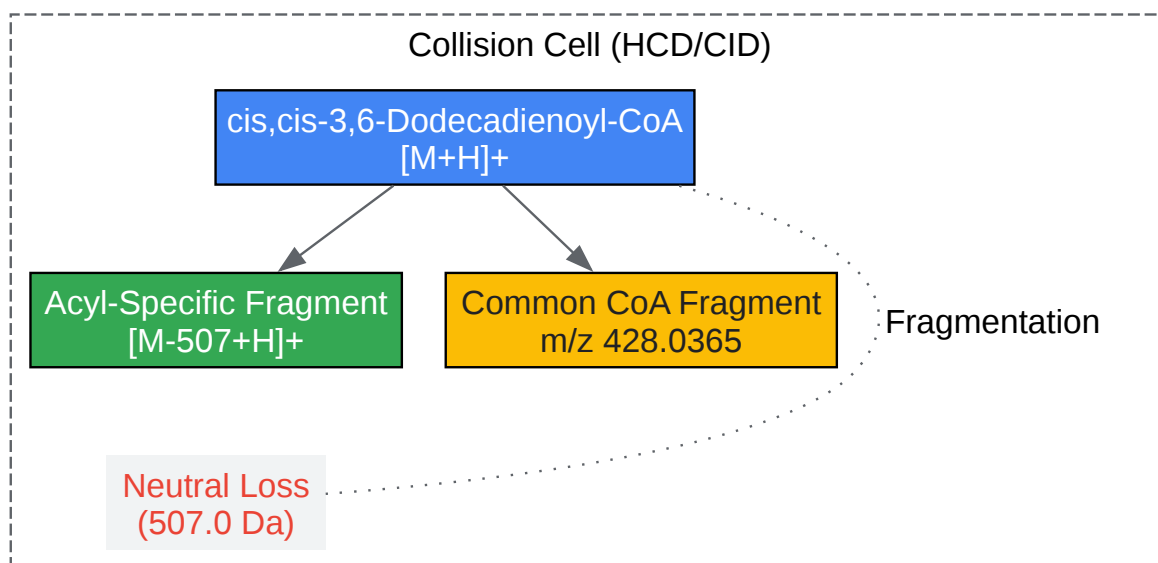 Collision Cell (HCD/CID)
cis,cis-3,6-Dodecadienoyl-CoA
[M+H]+
Acyl-Specific Fragment
[M-507+H]+
Common CoA Fragment
m/z 428.0365
Fragmentation
Neutral Loss
(507.0 Da)